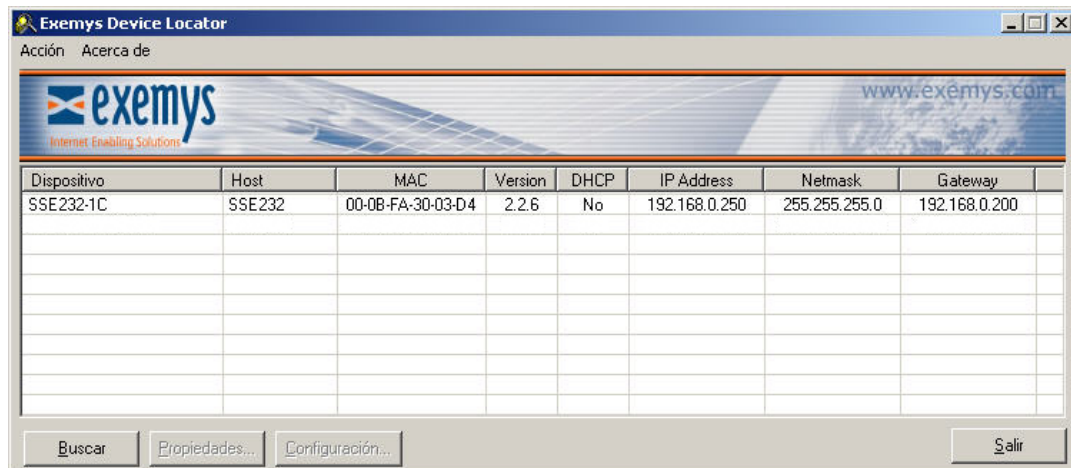 Exemys Device Locator
Acción Acerca de
exemys
Internet Enabling Solutions
www.exemys.com
Dispositivo Host MAC Version DHCP IP Address Netmask Gateway
SSE232-1C SSE232 00-0B-FA-30-03-D4 2.2.6 No 192.168.0.250 255.255.255.0 192.168.0.200
Buscar Propiedades... Configuración... Salir